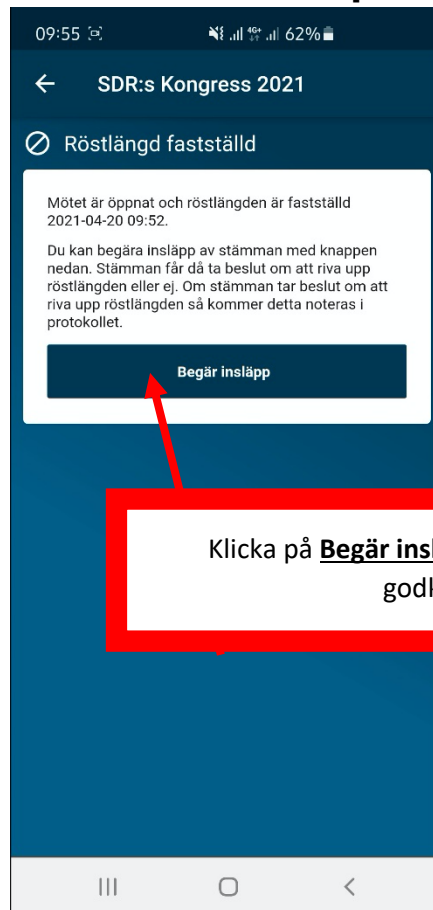 09:55 4G+ 62%
SDR:s Kongress 2021
Röstlängd fastställd
Mötet är öppnat och röstlängden är fastställd
2021-04-20 09:52.
Du kan begära insläpp av stämman med knappen
nedan. Stämman får då ta beslut om att riva upp
röstlängden eller ej. Om stämman tar beslut om att
riva upp röstlängden så kommer detta noteras i
protokollet.
Begär insläpp
Klicka på Begär